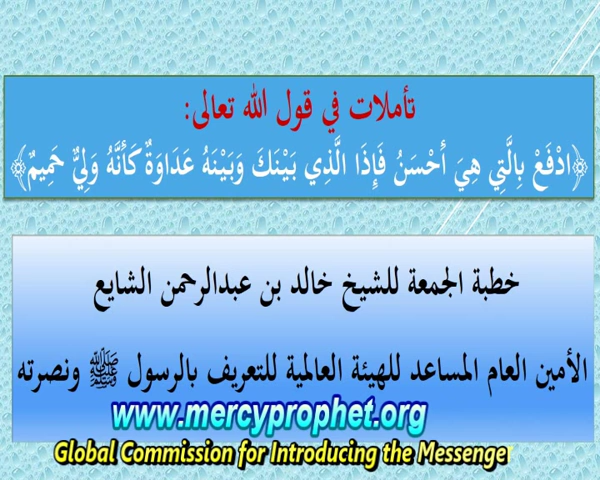 تأملات في قول الله تعالى:
﴿ادْفَعْ بِالَّتِي هِيَ أَحْسَنُ فَإِذَا الَّذِي بَيْنَكَ وَبَيْنَهُ عَدَاوَةٌ كَأَنَّهُ وَلِيٌّ حَمِيمٌ﴾
خطبة الجمعة للشيخ خالد بن عبدالرحمن الشايع
الأمين العام المساعد للهيئة العالمية للتعريف بالرسول ﷺ ونصرته
www.mercyprophet.org
Global Commission for Introducing the Messenge